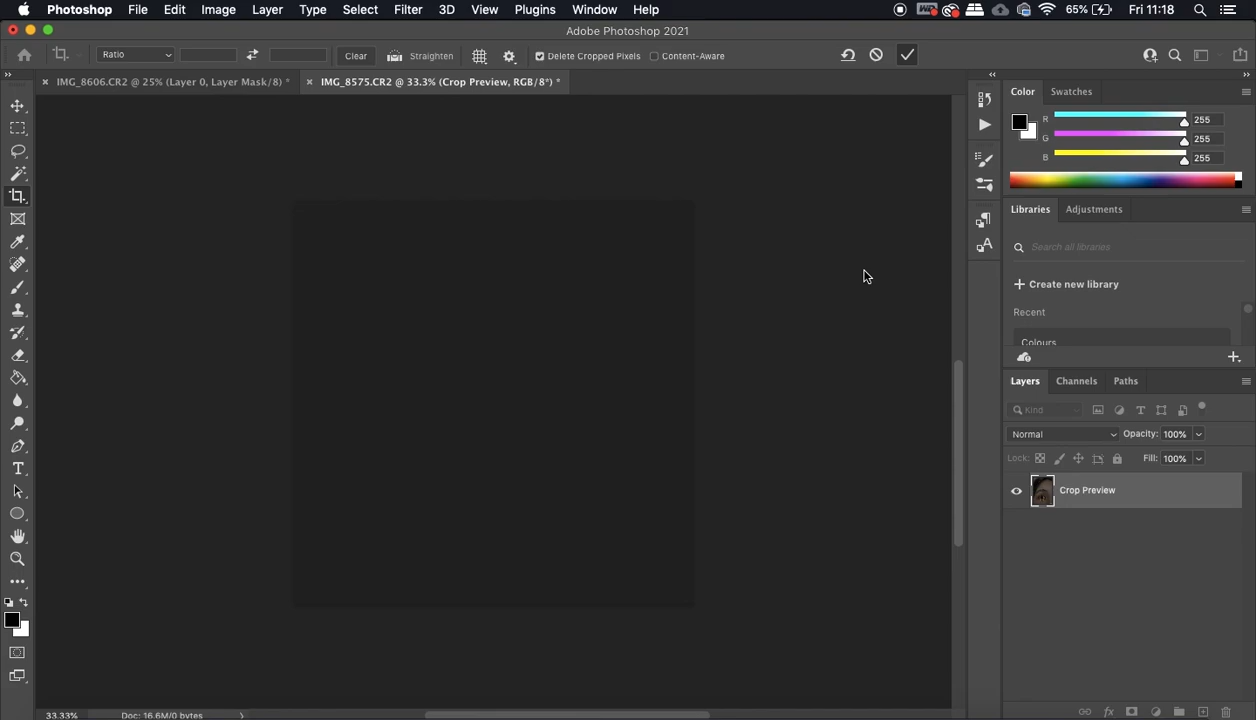 Photoshop File Edit Image Layer Type Select Filter 3D View Plugins Window Help 65% Fri 11:18
Adobe Photoshop 2021
Ratio Clear Straighten Delete Cropped Pixels Content-Aware
IMG_8606.CR2 @ 25% (Layer 0, Layer Mask/8) * IMG_8575.CR2 @ 33.3% (Crop Preview, RGB/8*) *
Color Swatches
R 255
G 255
B 255
Libraries Adjustments
Search all libraries
Create new library
Recent
Colours
Layers Channels Paths
Kind
Normal Opacity: 100%
Lock: Fill: 100%
Crop Preview
33.33% Doc: 16.6M/0 bytes